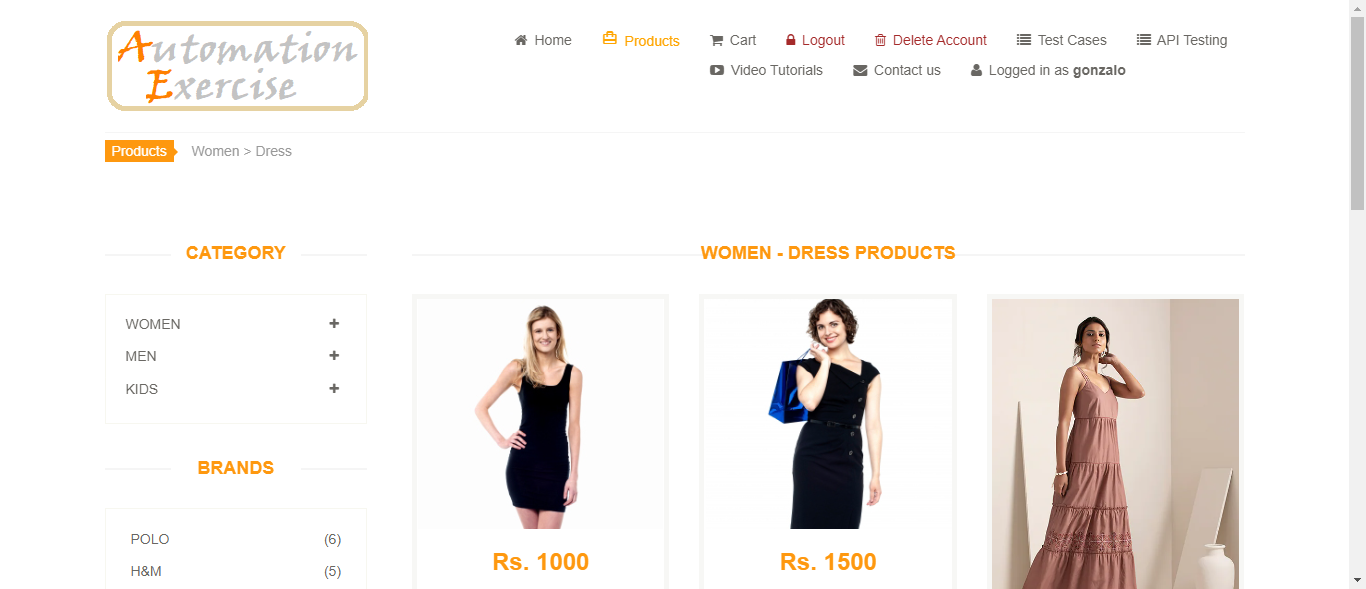 Automation
Exercise
Home Products Cart Logout Delete Account Test Cases API Testing
Video Tutorials Contact us Logged in as gonzalo
Products Women > Dress
CATEGORY
WOMEN
MEN
KIDS
BRANDS
POLO (6)
H&M (5)
WOMEN - DRESS PRODUCTS
Rs. 1000
Rs. 1500